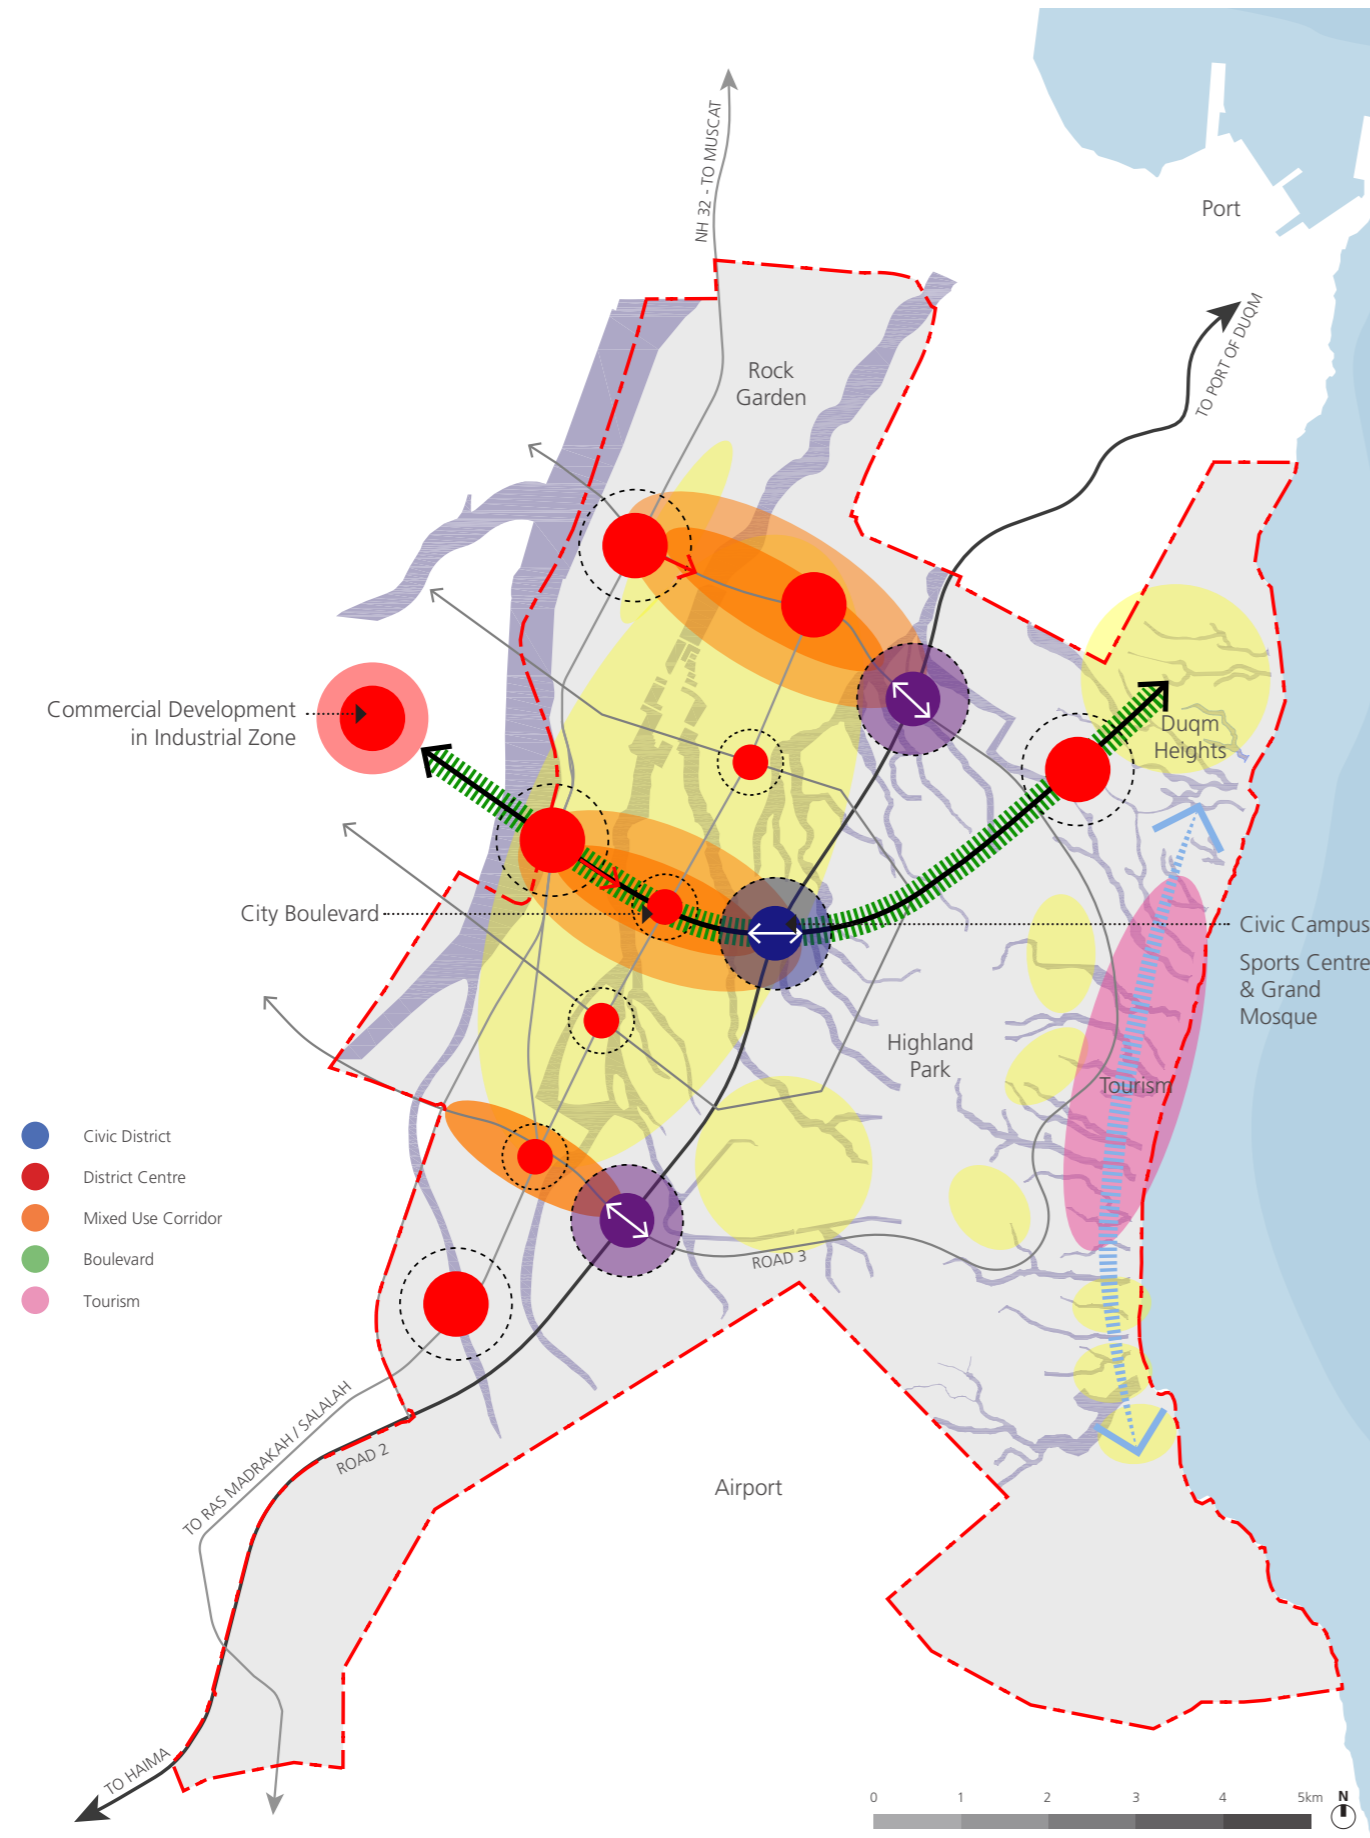 NH 32 - TO MUSCAT
Port
TO PORT OF DUQM
Rock
Garden
Commercial Development
in Industrial Zone
Duqm
Heights
City Boulevard
Civic Campus
Sports Centre
& Grand
Mosque
Highland
Park
Tourism
Civic District
District Centre
Mixed Use Corridor
Boulevard
Tourism
ROAD 3
TO RAS MADRAKAH / SALALAH
ROAD 2
Airport
TO HAIMA
0 1 2 3 4 5km
N